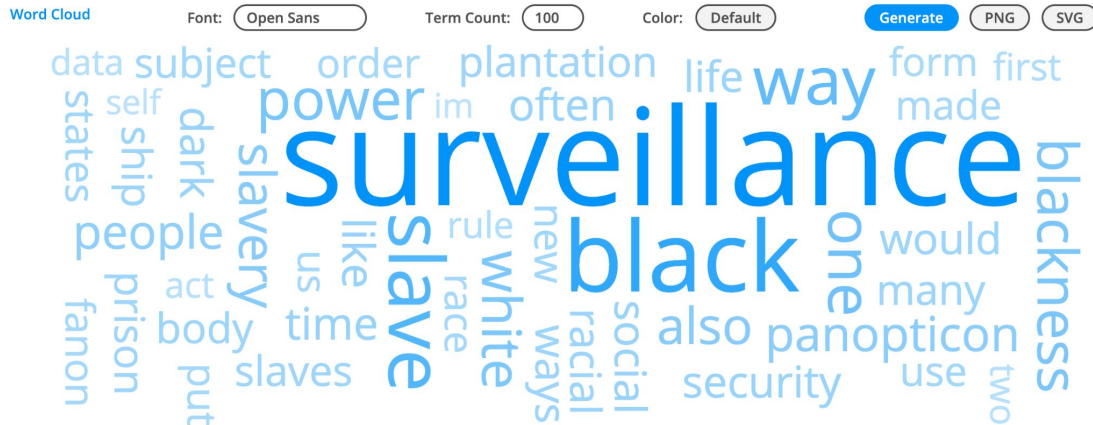 Word Cloud Font: Open Sans Term Count: 100 Color: Default Generate PNG SVG
data subject order plantation life way form first
states self dark power im often made
ship slavery surveillance blackness
people like slave rule new black one would
us white many
prison act race
fanon body time ways racial social also panopticon
put slaves security use two